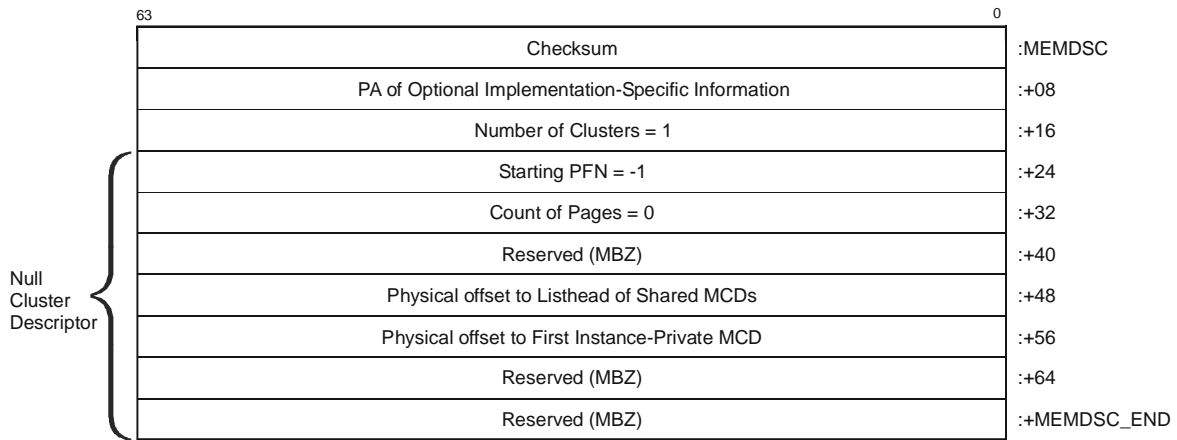 63 0
Checksum :MEMDSC
PA of Optional Implementation-Specific Information :+08
Number of Clusters = 1 :+16
Starting PFN = -1 :+24
Count of Pages = 0 :+32
Reserved (MBZ) :+40
Null
Cluster
Descriptor
Physical offset to Listhead of Shared MCDs :+48
Physical offset to First Instance-Private MCD :+56
Reserved (MBZ) :+64
Reserved (MBZ) :+MEMDSC_END